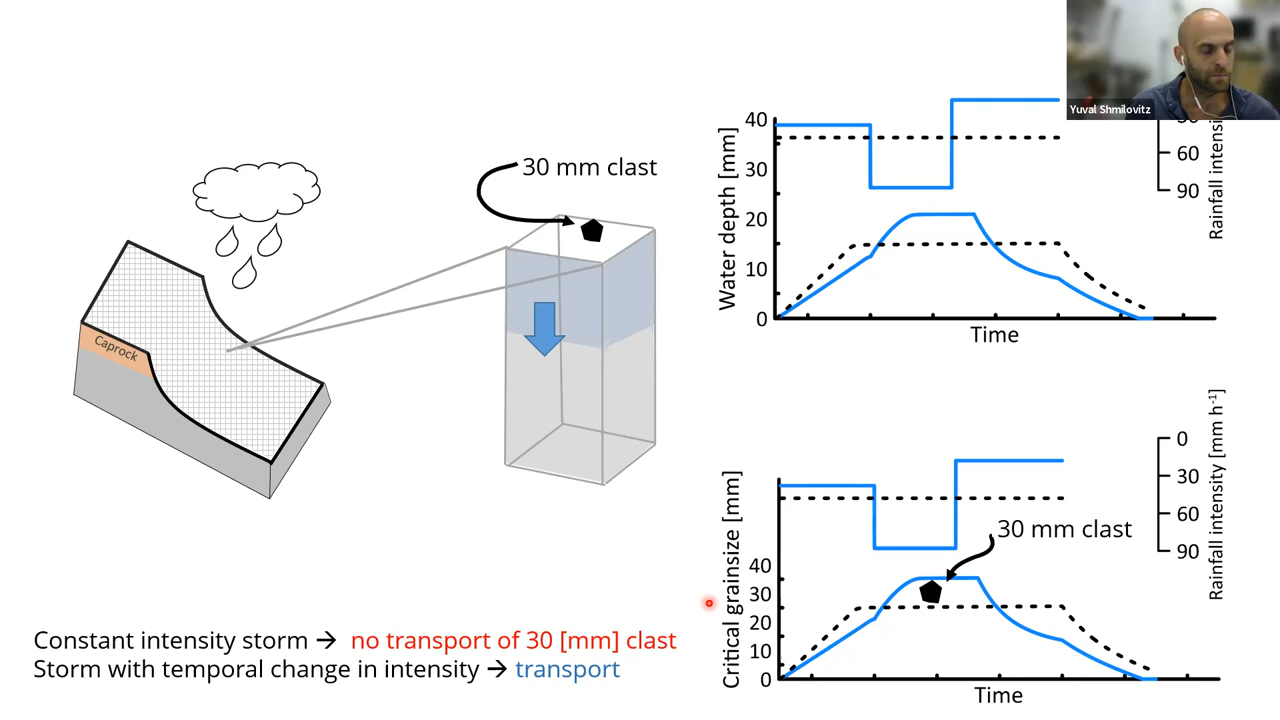 Yuval Shmilovitz
30 mm clast
Caprock
Water depth [mm]
40
30
20
10
0
Time
60
90
Rainfall intens
Constant intensity storm → no transport of 30 [mm] clast
Storm with temporal change in intensity → transport
Critical grainsize [mm]
40
30
20
10
0
Time
30 mm clast
0
30
60
90
Rainfall intensity [mm h⁻¹]